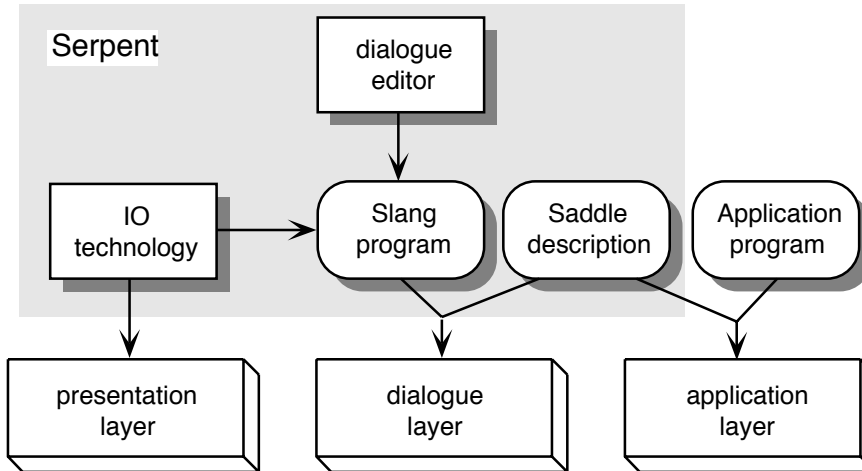 Serpent
dialogue
editor
IO
technology
Slang
program
Saddle
description
Application
program
presentation
layer
dialogue
layer
application
layer